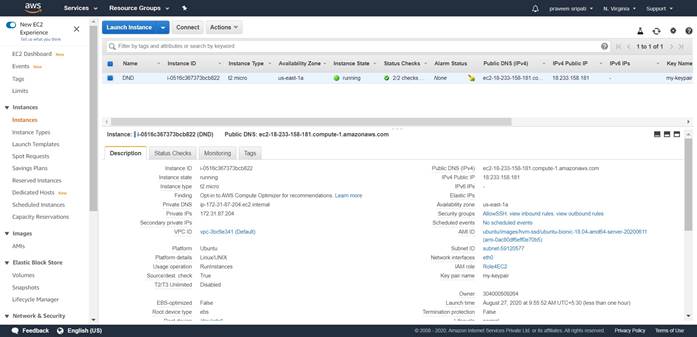 aws
Services
Resource Groups
praveen sripati
N. Virginia
Support
New EC2
Experience
Tell us what you think
EC2 Dashboard New
Events New
Tags
Limits
Instances
Instances
Instance Types
Launch Templates
Spot Requests
Savings Plans
Reserved Instances
Dedicated Hosts New
Scheduled Instances
Capacity Reservations
Images
AMIs
Elastic Block Store
Volumes
Snapshots
Lifecycle Manager
Network & Security
Launch Instance Connect Actions
Filter by tags and attributes or search by keyword
1 to 1 of 1
Name Instance ID Instance Type Availability Zone Instance State Status Checks Alarm Status Public DNS (IPv4) IPv4 Public IP IPv6 IPs Key Name
DND i-0516c367373cb822 t2.micro us-east-1a running 2/2 checks ... None ec2-18-233-158-181.co... 18.233.158.181 - my-keypair
Instance: i-0516c367373cb822 (DND) Public DNS: ec2-18-233-158-181.compute-1.amazonaws.com
Description Status Checks Monitoring Tags
Instance ID i-0516c367373cb822
Instance state running
Instance type t2.micro
Finding Opt-in to AWS Compute Optimizer for recommendations. Learn more
Private DNS ip-172-31-87-204.ec2.internal
Private IPs 172.31.87.204
Secondary private IPs
VPC ID vpc-3bc9e341 (Default)
Platform Ubuntu
Platform details Linux/UNIX
Usage operation RunInstances
Source/dest. check True
T2/T3 Unlimited Disabled
EBS-optimized False
Root device type ebs
Public DNS (IPv4) ec2-18-233-158-181.compute-1.amazonaws.com
IPv4 Public IP 18.233.158.181
IPv6 IPs -
Elastic IPs
Availability zone us-east-1a
Security groups AllowSSH. view inbound rules. view outbound rules
Scheduled events No scheduled events
AMI ID ubuntu/images/hvm-ssd/ubuntu-bionic-18.04-amd64-server-20200611
(ami-0ac80df6eff0e70b5)
Subnet ID subnet-59120577
Network interfaces eth0
IAM role Role4EC2
Key pair name my-keypair
Owner 304000509264
Launch time August 27, 2020 at 9:55:52 AM UTC+5:30 (less than one hour)
Termination protection False
Feedback English (US)
© 2008 - 2020, Amazon Internet Services Private Ltd. or its affiliates. All rights reserved. Privacy Policy Terms of Use